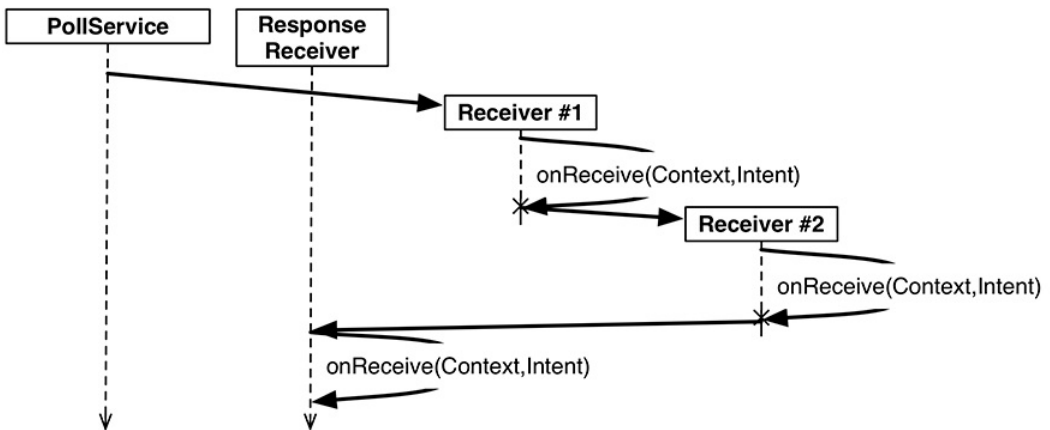 PollService
Response
Receiver
Receiver #1
onReceive(Context,Intent)
Receiver #2
onReceive(Context,Intent)
onReceive(Context,Intent)